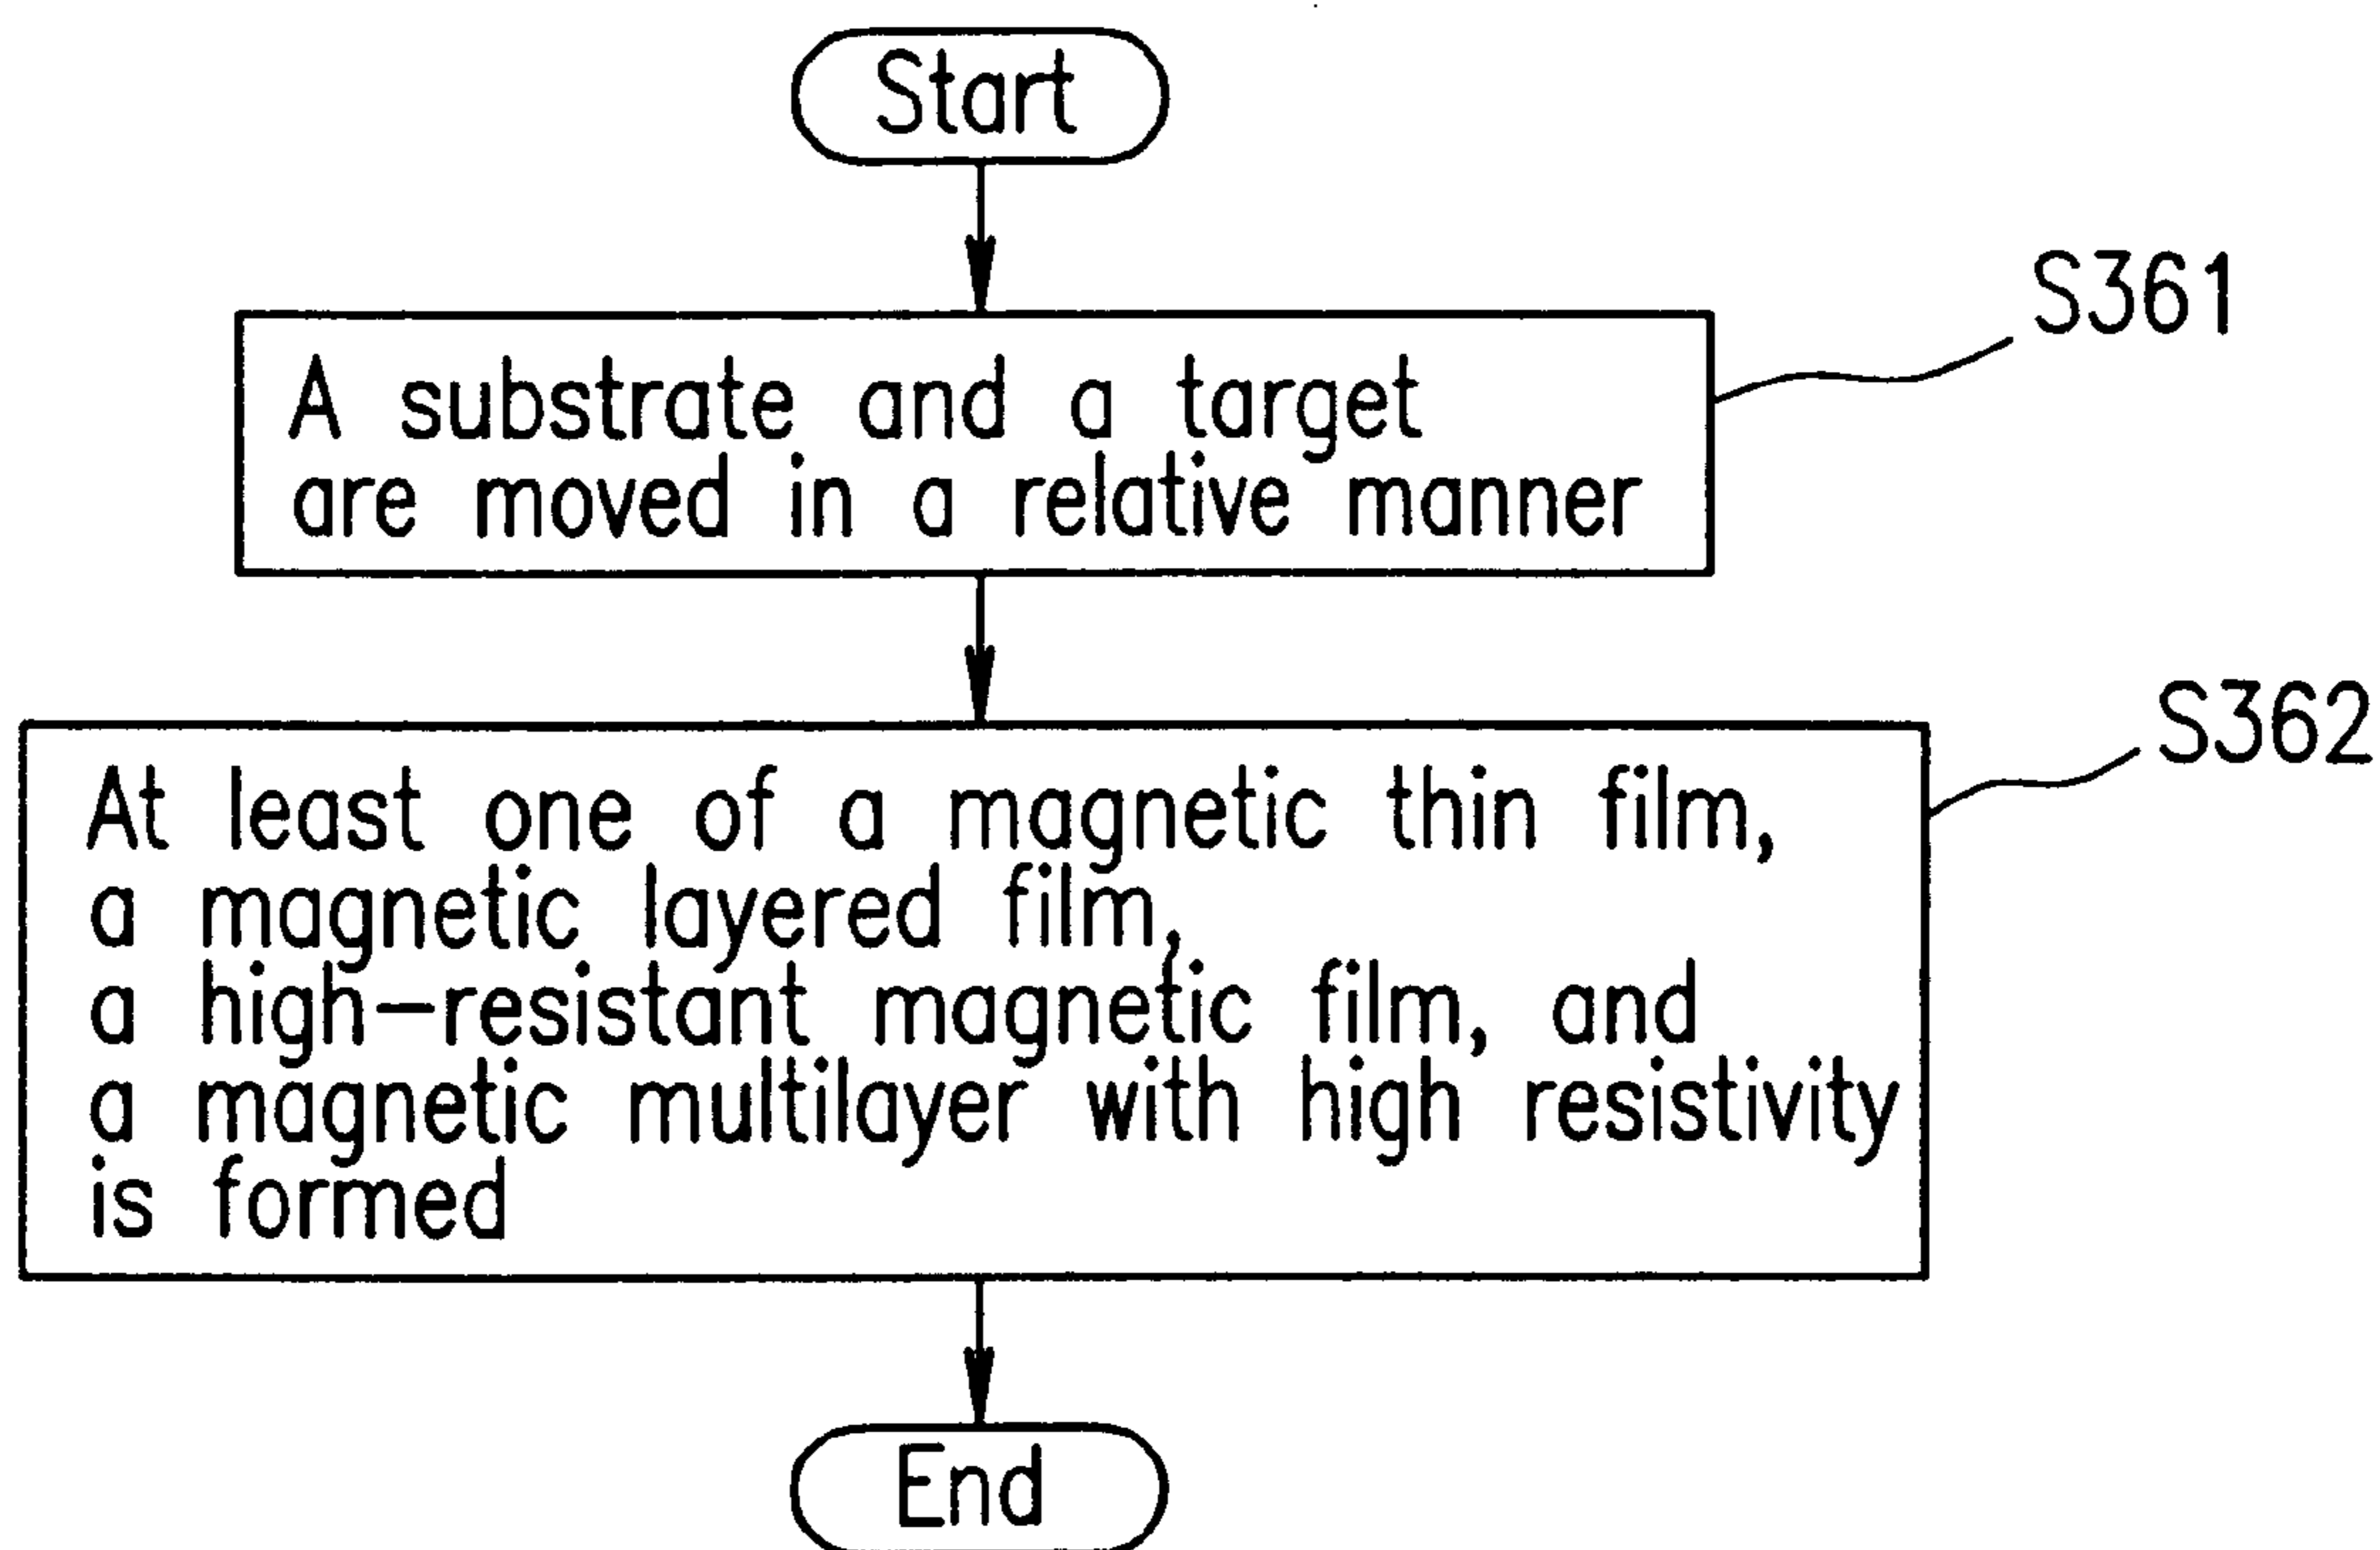 Start
S361
A substrate and a target
are moved in a relative manner
S362
At least one of a magnetic thin film,
a magnetic layered film,
a high-resistant magnetic film, and
a magnetic multilayer with high resistivity
is formed
End